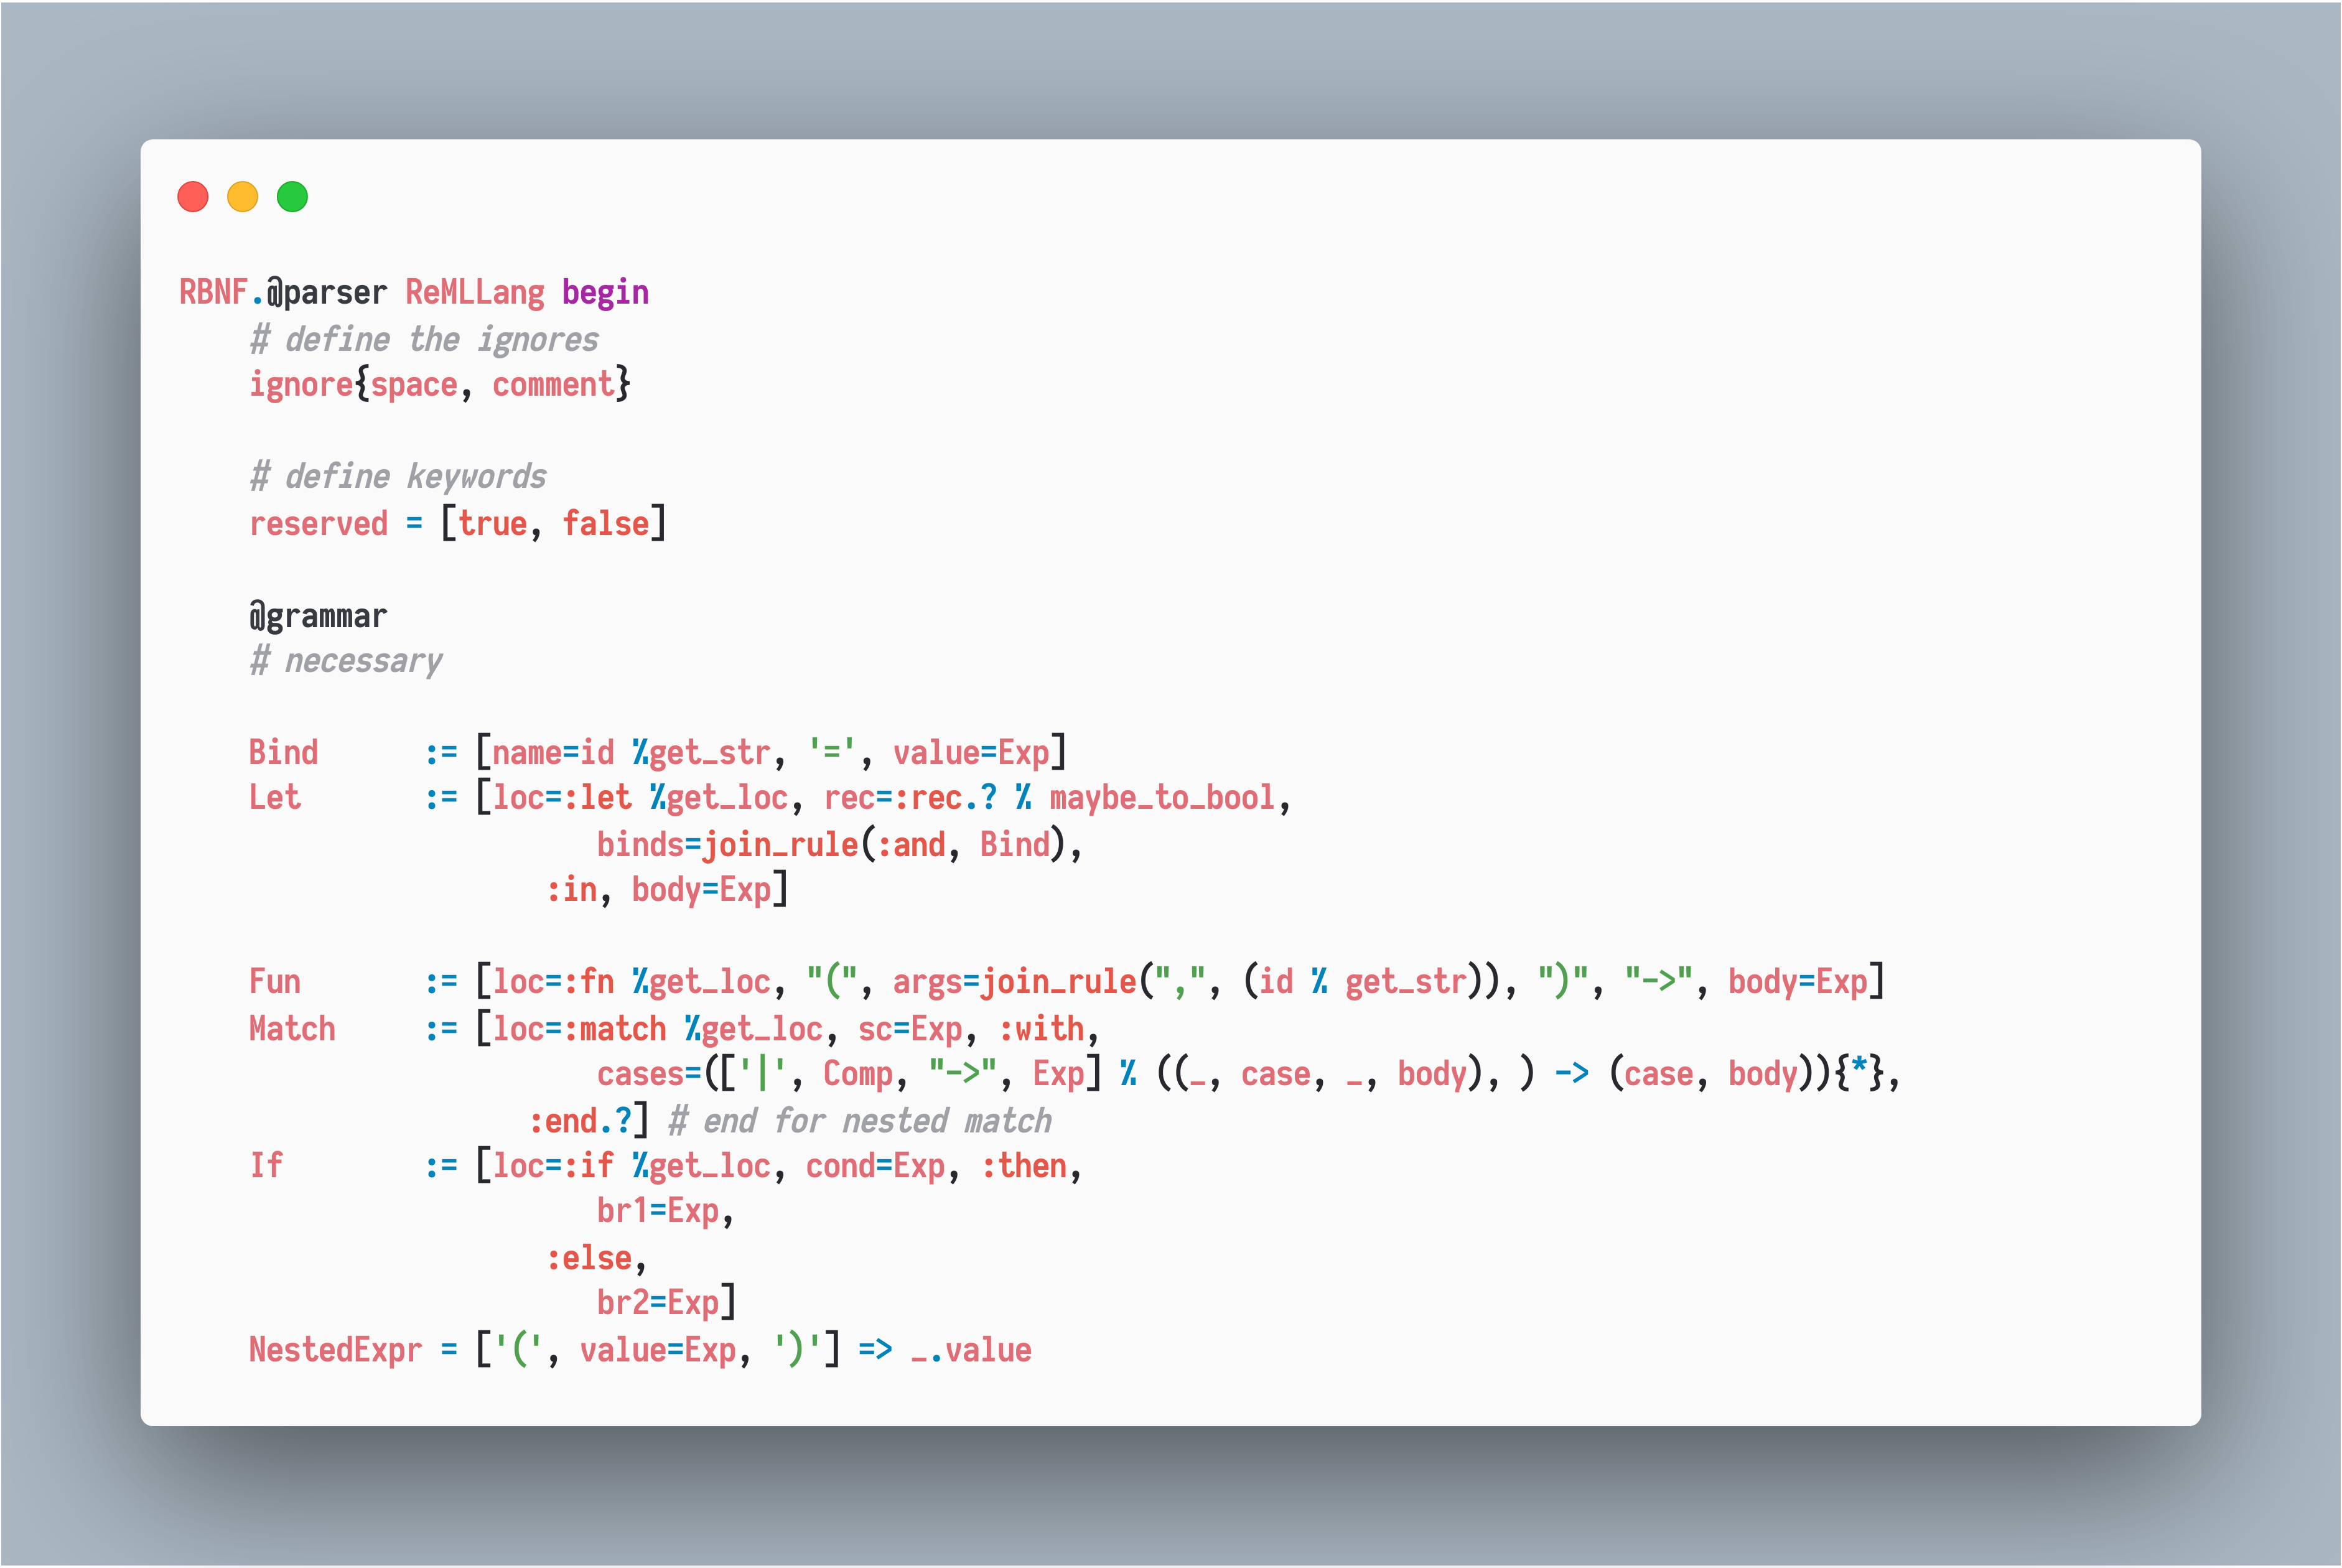 RBNF.@parser ReMLLang begin
    # define the ignores
    ignore{space, comment}

    # define keywords
    reserved = [true, false]

    @grammar
    # necessary

    Bind      := [name=id %get_str, '=', value=Exp]
    Let       := [loc=:let %get_loc, rec=:rec.? % maybe_to_bool,
                    binds=join_rule(:and, Bind),
                 :in, body=Exp]

    Fun       := [loc=:fn %get_loc, "(", args=join_rule(",", (id % get_str)), ")", "->", body=Exp]
    Match     := [loc=:match %get_loc, sc=Exp, :with,
                    cases=(['|', Comp, "->", Exp] % ((_, case, _, body), ) -> (case, body)){*},
                :end.?] # end for nested match
    If        := [loc=:if %get_loc, cond=Exp, :then,
                    br1=Exp,
                 :else,
                    br2=Exp]
    NestedExpr = ['(', value=Exp, ')'] => _.value